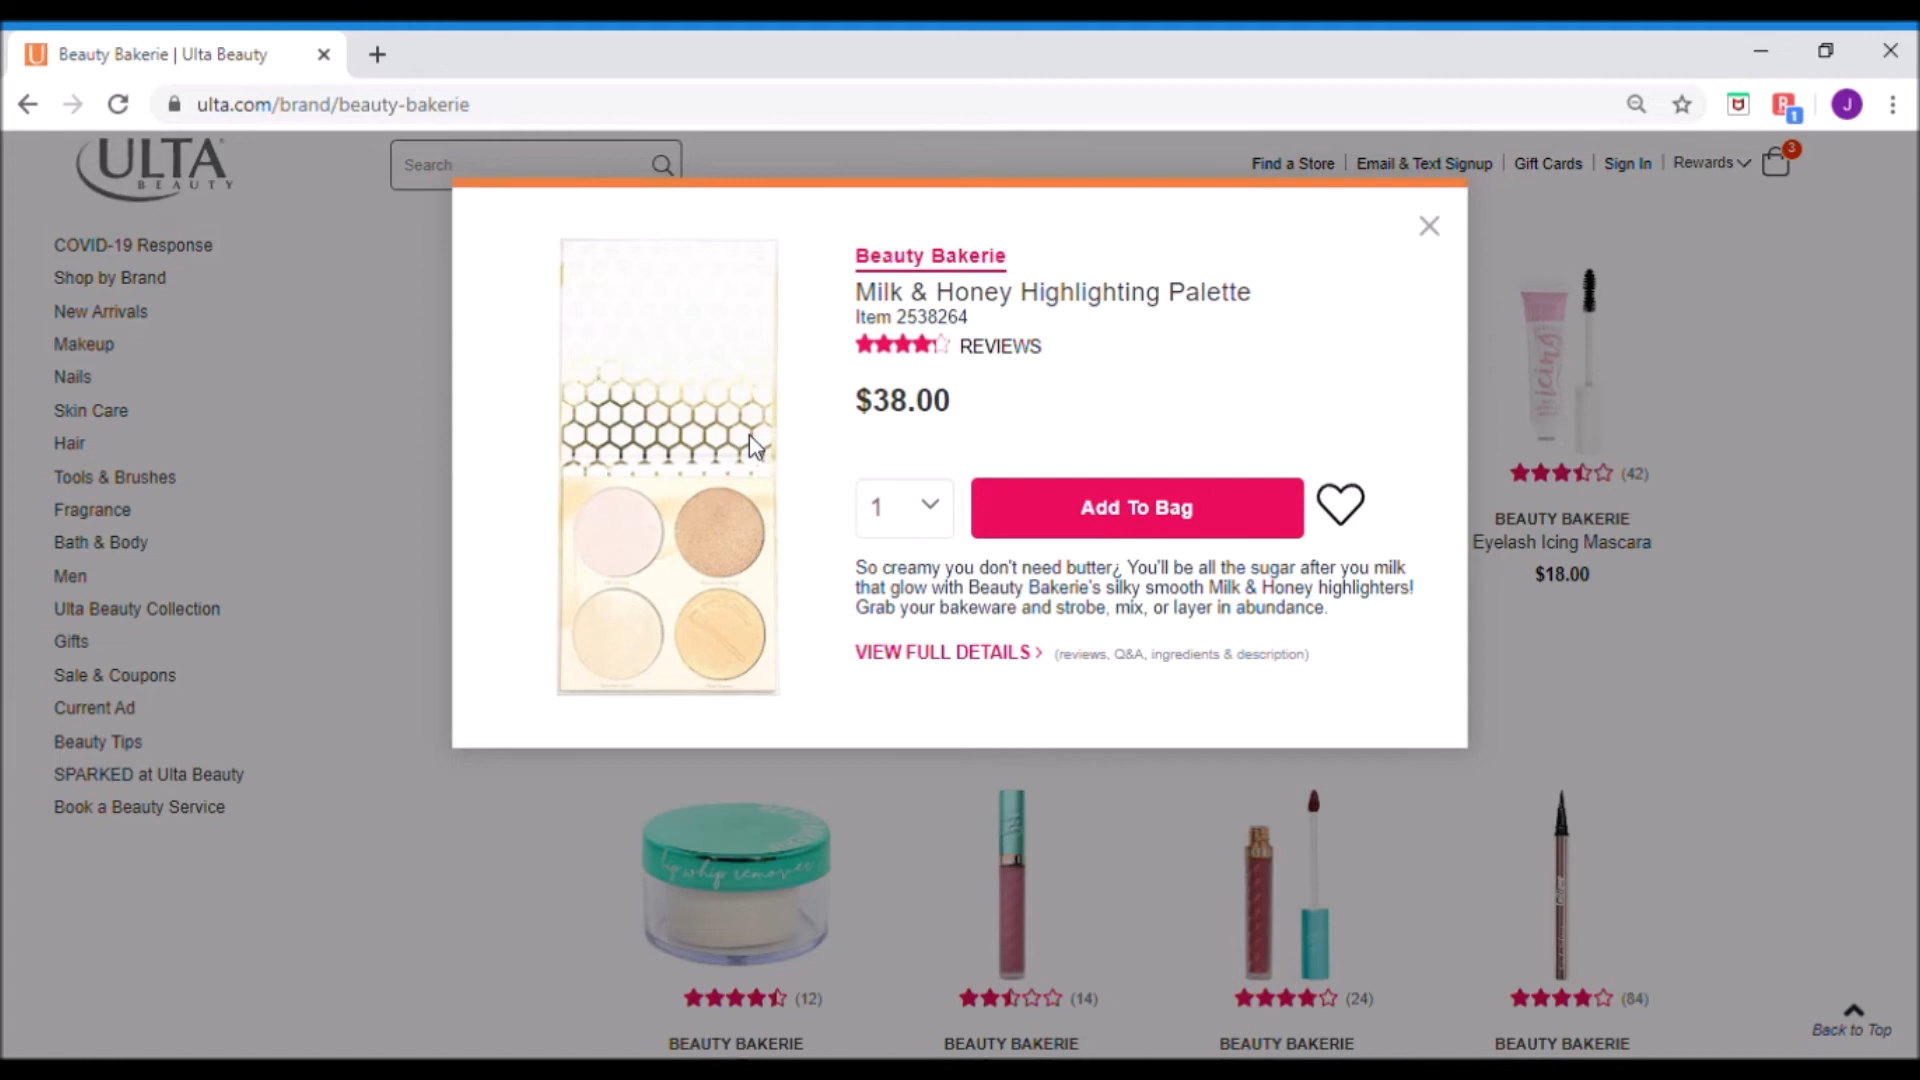 Beauty Bakerie | Ulta Beauty
ulta.com/brand/beauty-bakerie
1
J
ULTA
BEAUTY
Search
Find a Store
Email & Text Signup
Gift Cards
Sign In
Rewards
3
COVID-19 Response
Shop by Brand
New Arrivals
Makeup
Nails
Skin Care
Hair
Tools & Brushes
Fragrance
Bath & Body
Men
Ulta Beauty Collection
Gifts
Sale & Coupons
Current Ad
Beauty Tips
SPARKED at Ulta Beauty
Book a Beauty Service
Beauty Bakerie
Milk & Honey Highlighting Palette
Item 2538264
REVIEWS
$38.00
1
Add To Bag
So creamy you don't need butter¿ You'll be all the sugar after you milk
that glow with Beauty Bakerie's silky smooth Milk & Honey highlighters!
Grab your bakeware and strobe, mix, or layer in abundance.
VIEW FULL DETAILS > (reviews, Q&A, ingredients & description)
icing
(42)
BEAUTY BAKERIE
Eyelash Icing Mascara
$18.00
lip whip remover
(12)
BEAUTY BAKERIE
(14)
BEAUTY BAKERIE
(24)
BEAUTY BAKERIE
(84)
BEAUTY BAKERIE
Back to Top